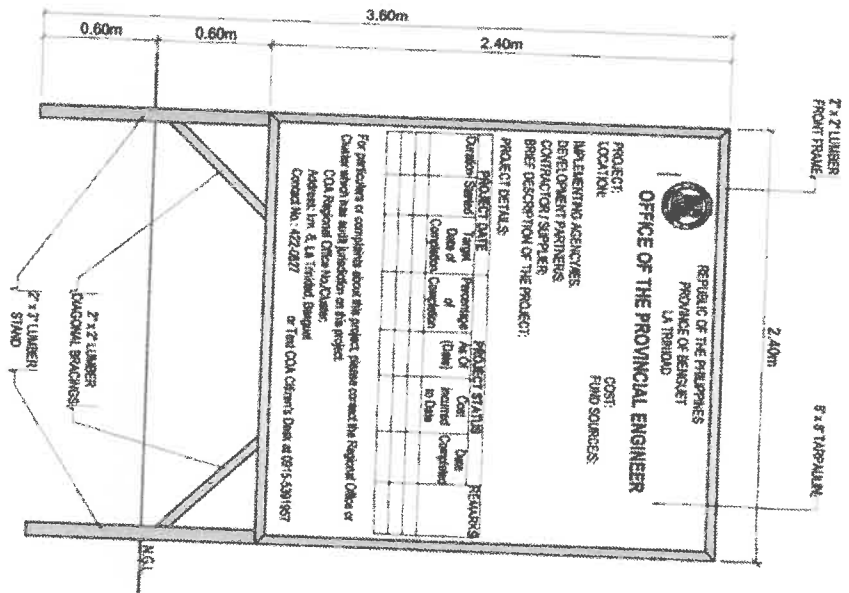 3.60m
0.60m
0.60m
2.40m
2" x 2" LUMBER
FRONT FRAME
2.40m
8' x 8' TARPAULIN
REPUBLIC OF THE PHILIPPINES
PROVINCE OF BENGUET
LA TRINIDAD
OFFICE OF THE PROVINCIAL ENGINEER
PROJECT:
LOCATION:
COST:
FUND SOURCES:
IMPLEMENTING AGENCY/IES:
DEVELOPMENT PARTNER/S:
CONTRACTOR / SUPPLIER:
BRIEF DESCRIPTION OF THE PROJECT:
PROJECT DETAILS:
PROJECT DATE
PROJECT STATUS
REMARKS
Duration
Started
Target Date of Completion
Percentage of Completion
As Of (Date)
Cost Incurred to Date
Date Completed
For particulars or complaints about this project, please contact the Regional Office or
Cluster which has audit jurisdiction on this project:
COA Regional Office No./Cluster:
Address: km. 6, La Trinidad, Benguet
Contact No.: 422-0627
or Text COA Citizen's Desk at 0915-5391957
N.G.L
2" x 2" LUMBER
DIAGONAL BRACINGS
2" x 3" LUMBER
STAND